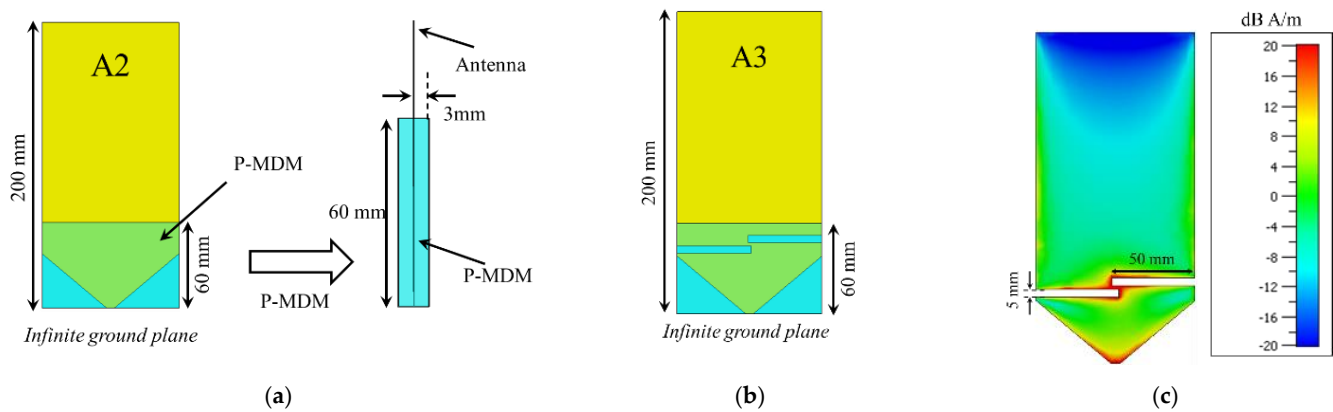 A2
200 mm
P-MDM
60 mm
Infinite ground plane
P-MDM
Antenna
3mm
60 mm
P-MDM
(a)
A3
200 mm
60 mm
Infinite ground plane
(b)
50 mm
5 mm
dB A/m
20
16
12
8
4
0
-4
-8
-12
-16
-20
(c)